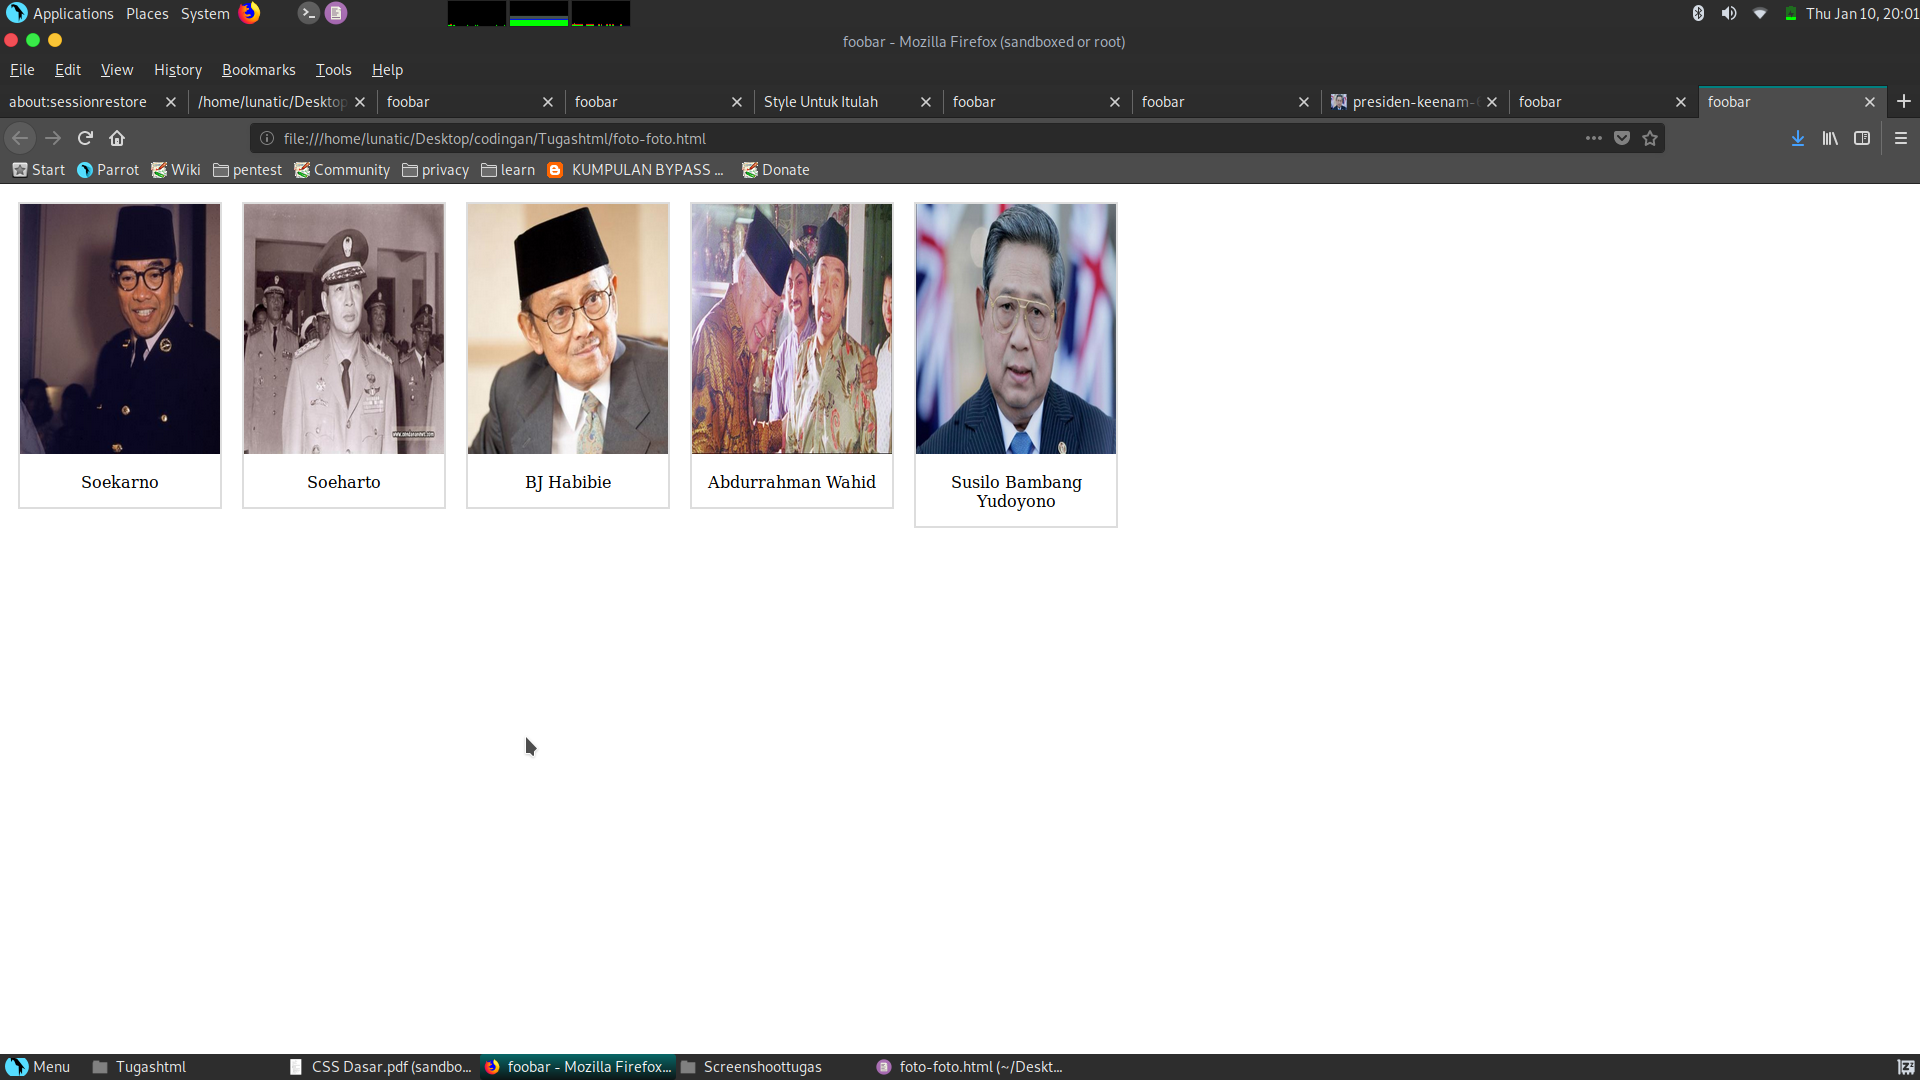 Applications Places System Thu Jan 10, 20:01
foobar - Mozilla Firefox (sandboxed or root)
File Edit View History Bookmarks Tools Help
about:sessionrestore /home/lunatic/Desktop foobar foobar Style Untuk Itulah foobar foobar presiden-keenam- foobar foobar
file:///home/lunatic/Desktop/codingan/Tugashtml/foto-foto.html
Start Parrot Wiki pentest Community privacy learn KUMPULAN BYPASS ... Donate
Soekarno Soeharto BJ Habibie Abdurrahman Wahid Susilo Bambang
Yudoyono
Menu Tugashtml CSS Dasar.pdf (sandbo... foobar - Mozilla Firefox... Screenshoottugas foto-foto.html (~/Deskt...